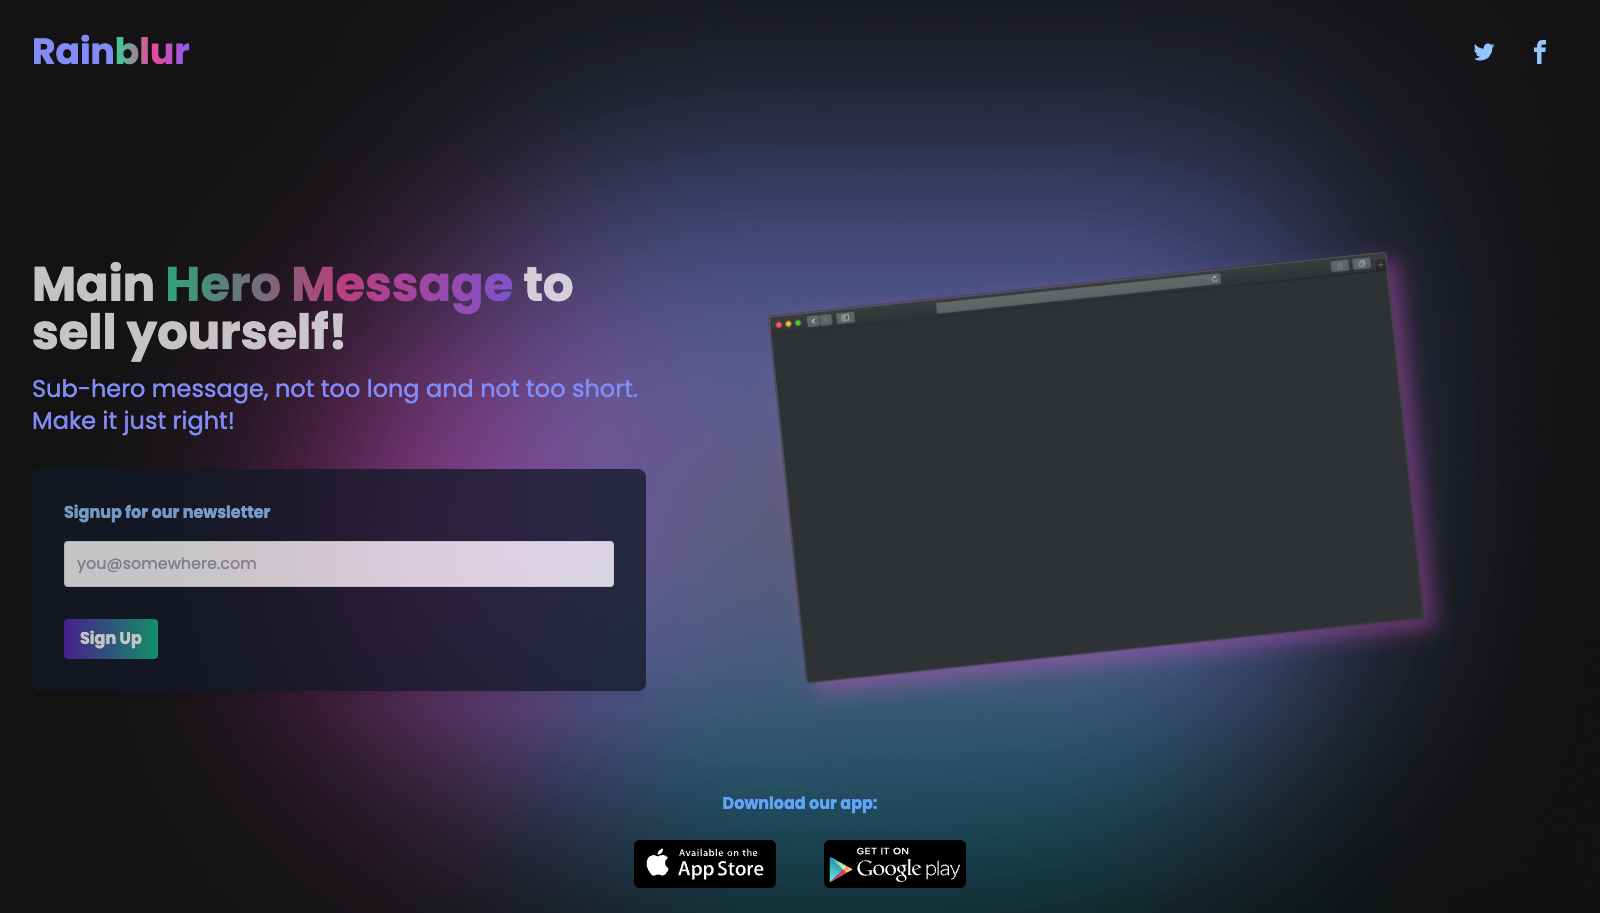 Rainblur
Main Hero Message to
sell yourself!
Sub-hero message, not too long and not too short.
Make it just right!
Signup for our newsletter
you@somewhere.com
Sign Up
Download our app:
Available on the
App Store
GET IT ON
Google play